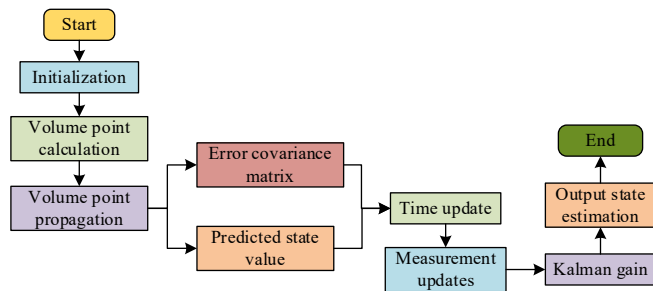 Start
Initialization
Volume point
calculation
Volume point
propagation
Error covariance
matrix
Predicted state
value
Time update
Measurement
updates
Kalman gain
Output state
estimation
End